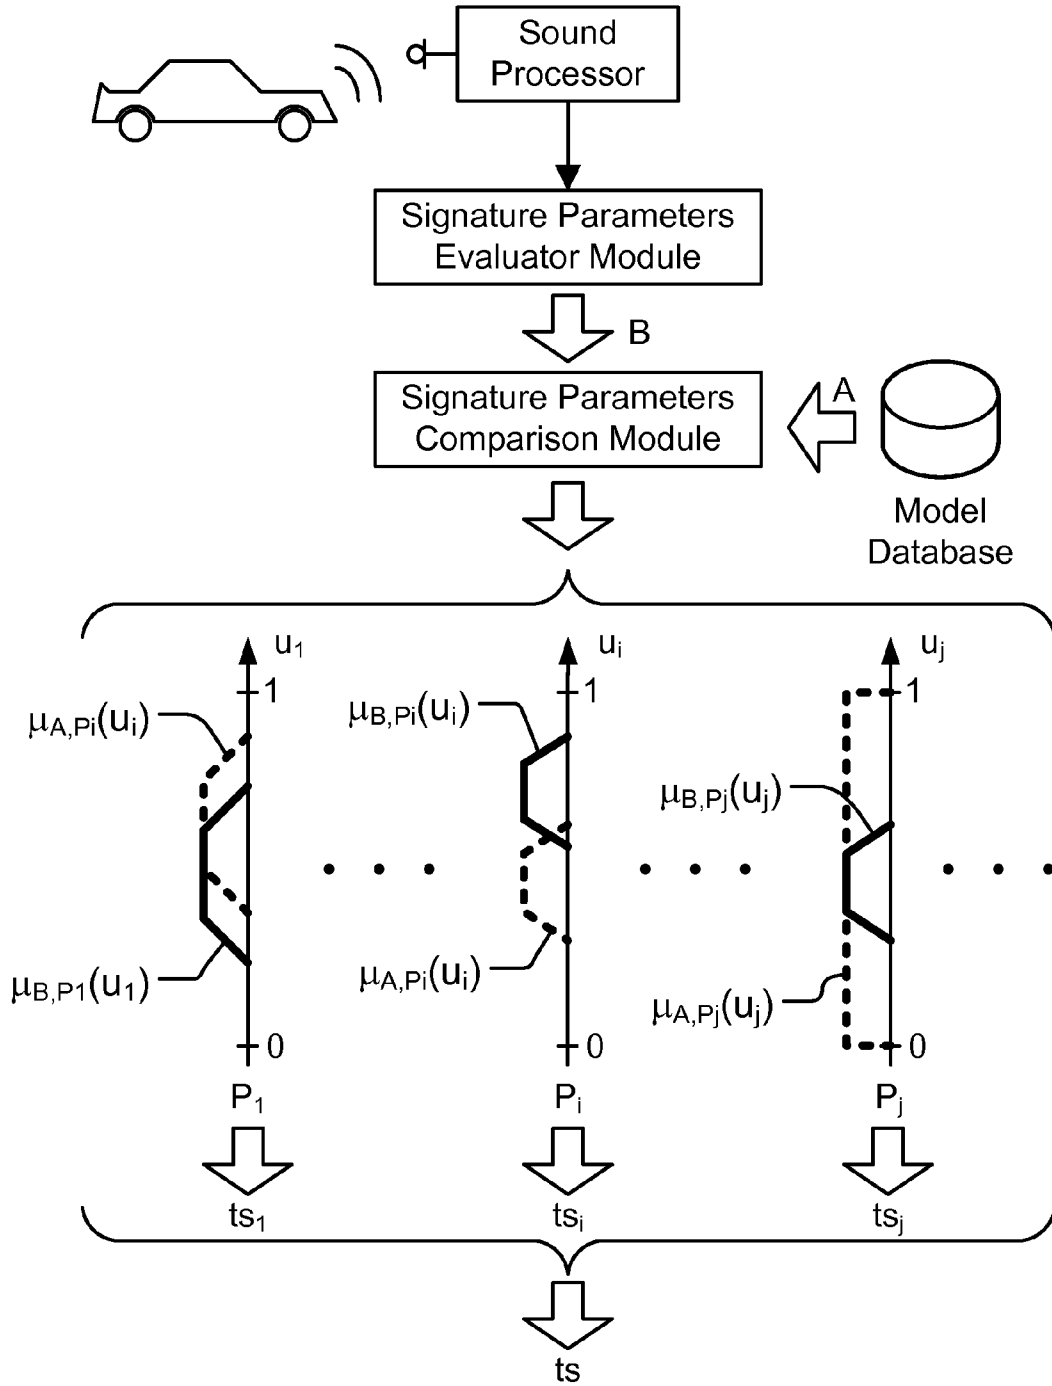 Sound
Processor
Signature Parameters
Evaluator Module
B
Signature Parameters
Comparison Module
A
Model
Database
u₁
uᵢ
uⱼ
1
1
1
μA,Pi(uᵢ)
μB,Pi(uᵢ)
μB,Pj(uⱼ)
μB,P1(u₁)
μA,Pi(uᵢ)
μA,Pj(uⱼ)
0
0
0
P₁
Pᵢ
Pⱼ
ts₁
tsᵢ
tsⱼ
ts